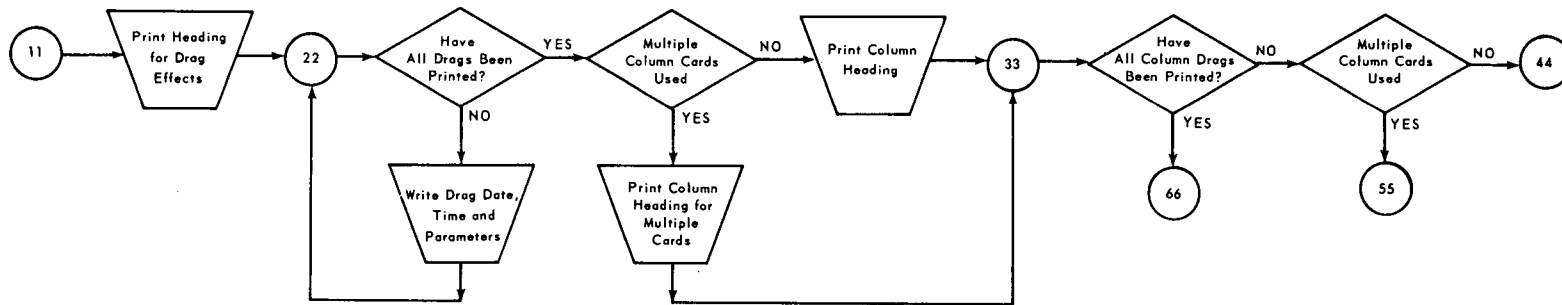 11
Print Heading
for Drag
Effects
22
Have
All Drags Been
Printed?
YES
NO
Write Drag Date,
Time and
Parameters
Multiple
Column Cards
Used
NO
YES
Print Column
Heading for
Multiple
Cards
Print Column
Heading
33
Have
All Column Drags
Been Printed?
NO
YES
66
Multiple
Column Cards
Used
NO
YES
55
44